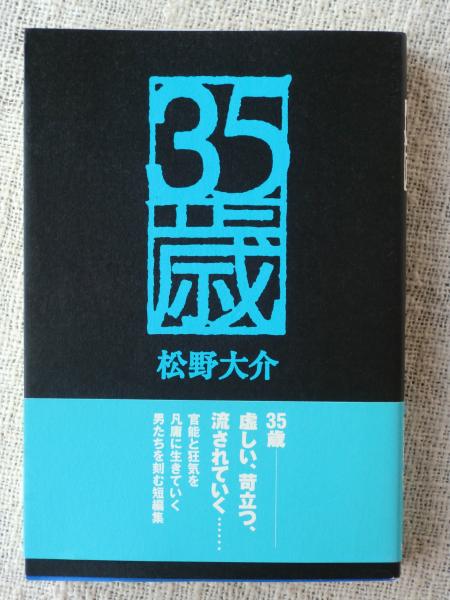 35
歳
松野大介
35歳――
虚しい、苛立つ、
流されていく……
官能と狂気を
凡庸に生きていく
男たちを刻む短編集